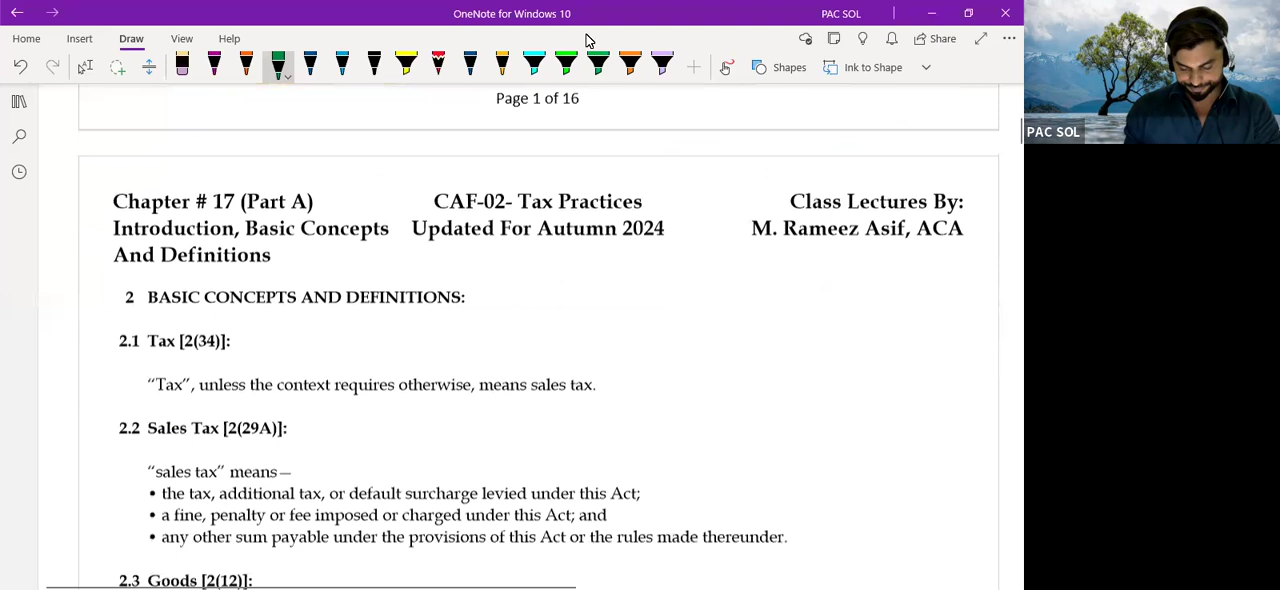 OneNote for Windows 10
PAC SOL
Home
Insert
Draw
View
Help
Share
Shapes
Ink to Shape
PAC SOL
Page 1 of 16
Chapter # 17 (Part A)
Introduction, Basic Concepts
And Definitions
CAF-02- Tax Practices
Updated For Autumn 2024
Class Lectures By:
M. Rameez Asif, ACA
2 BASIC CONCEPTS AND DEFINITIONS:
2.1 Tax [2(34)]:
“Tax”, unless the context requires otherwise, means sales tax.
2.2 Sales Tax [2(29A)]:
“sales tax” means—
• the tax, additional tax, or default surcharge levied under this Act;
• a fine, penalty or fee imposed or charged under this Act; and
• any other sum payable under the provisions of this Act or the rules made thereunder.
2.3 Goods [2(12)]: